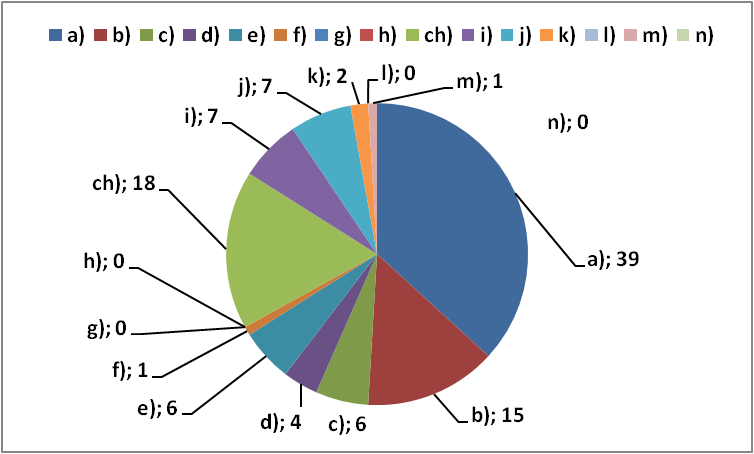 a) b) c) d) e) f) g) h) ch) i) j) k) l) m) n)
k); 2
l); 0
m); 1
j); 7
i); 7
n); 0
ch); 18
h); 0
a); 39
g); 0
f); 1
e); 6
d); 4
c); 6
b); 15